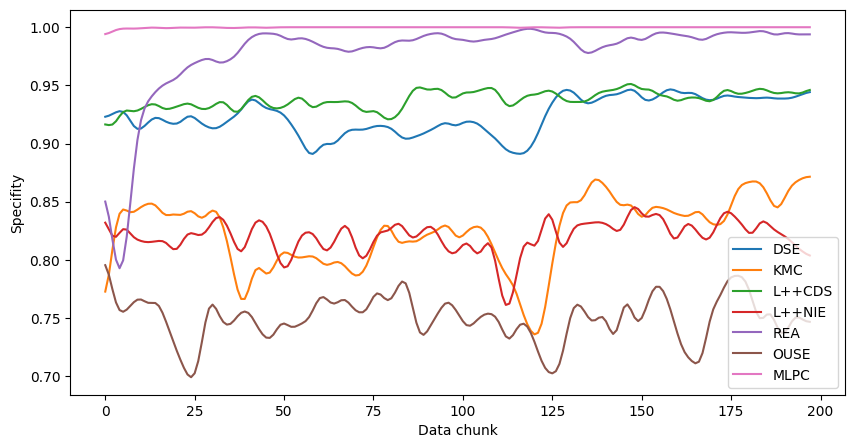 1.00
0.95
0.90
0.85
0.80
0.75
0.70
Specifity
0 25 50 75 100 125 150 175 200
Data chunk
DSE
KMC
L++CDS
L++NIE
REA
OUSE
MLPC